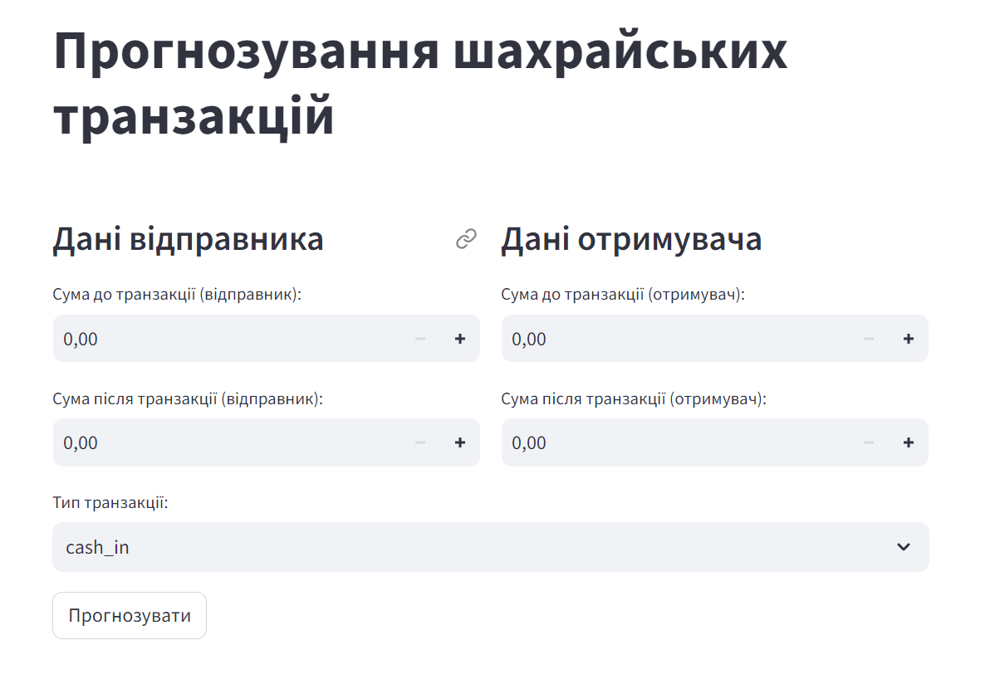 Прогнозування шахрайських
транзакцій
Дані відправника
Сума до транзакції (відправник):
0,00
Сума після транзакції (відправник):
0,00
Дані отримувача
Сума до транзакції (отримувач):
0,00
Сума після транзакції (отримувач):
0,00
Тип транзакції:
cash_in
Прогнозувати